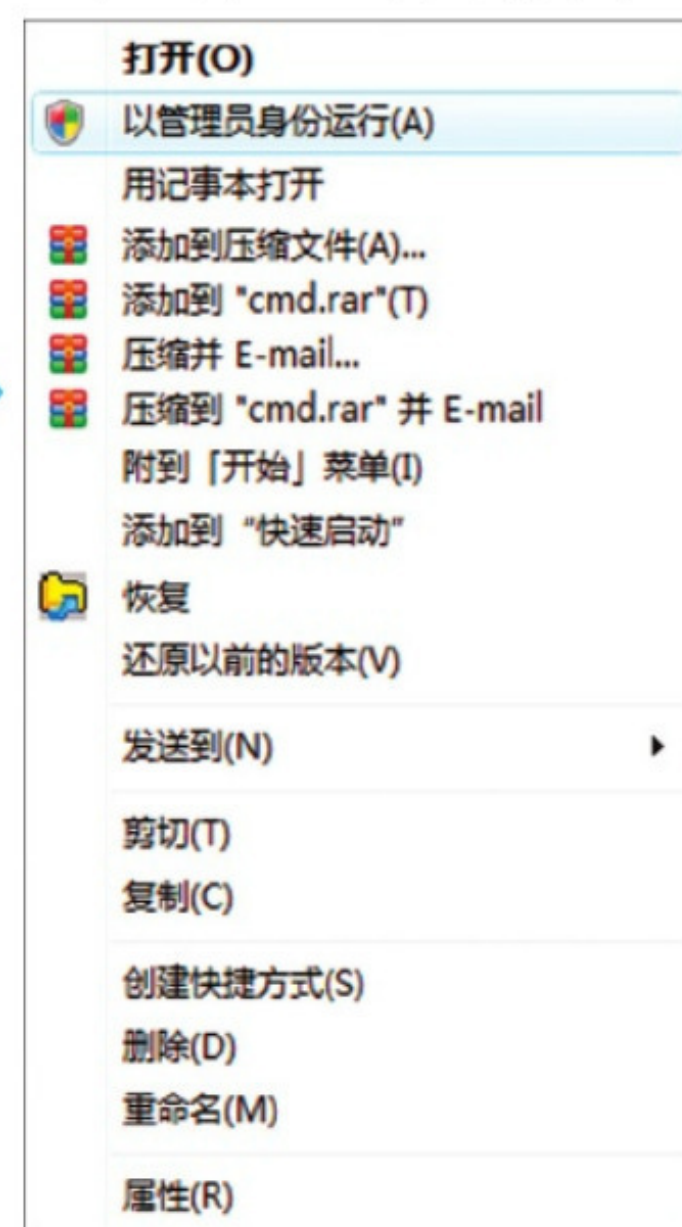 打开(O)
以管理员身份运行(A)
用记事本打开
添加到压缩文件(A)...
添加到 "cmd.rar"(T)
压缩并 E-mail...
压缩到 "cmd.rar" 并 E-mail
附到「开始」菜单(I)
添加到“快速启动”
恢复
还原以前的版本(V)
发送到(N)
剪切(T)
复制(C)
创建快捷方式(S)
删除(D)
重命名(M)
属性(R)